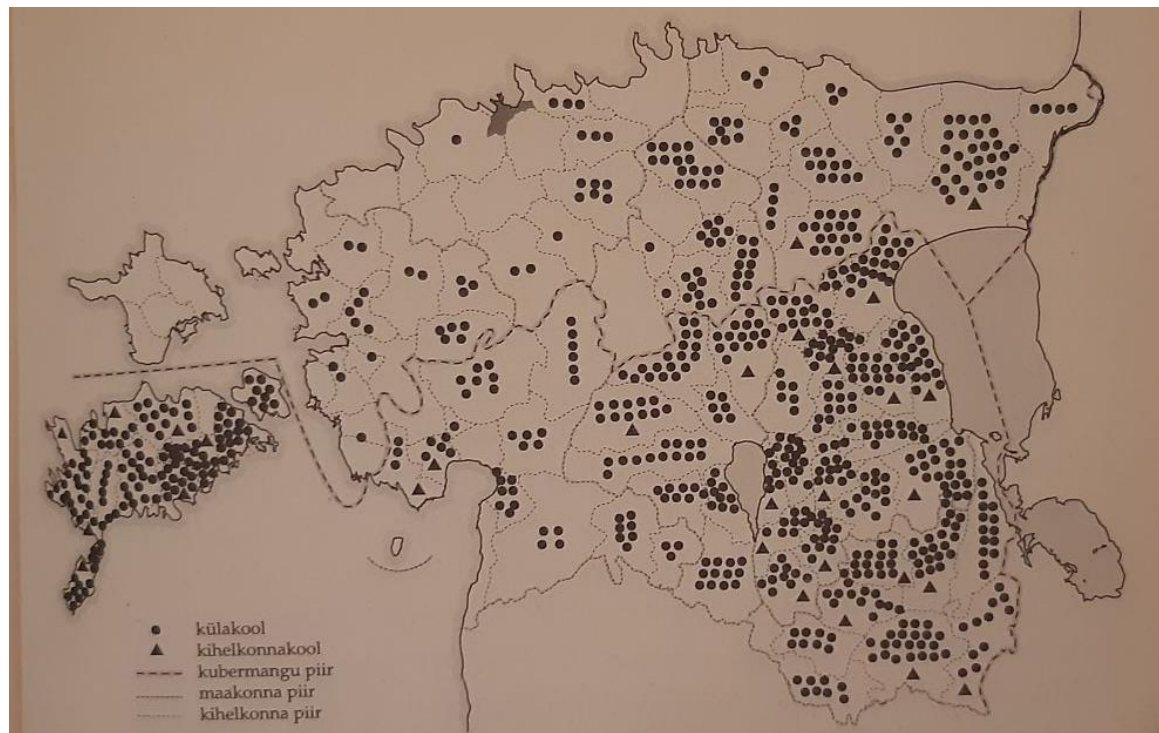 külakool
kihelkonnakool
kubermangu piir
maakonna piir
kihelkonna piir